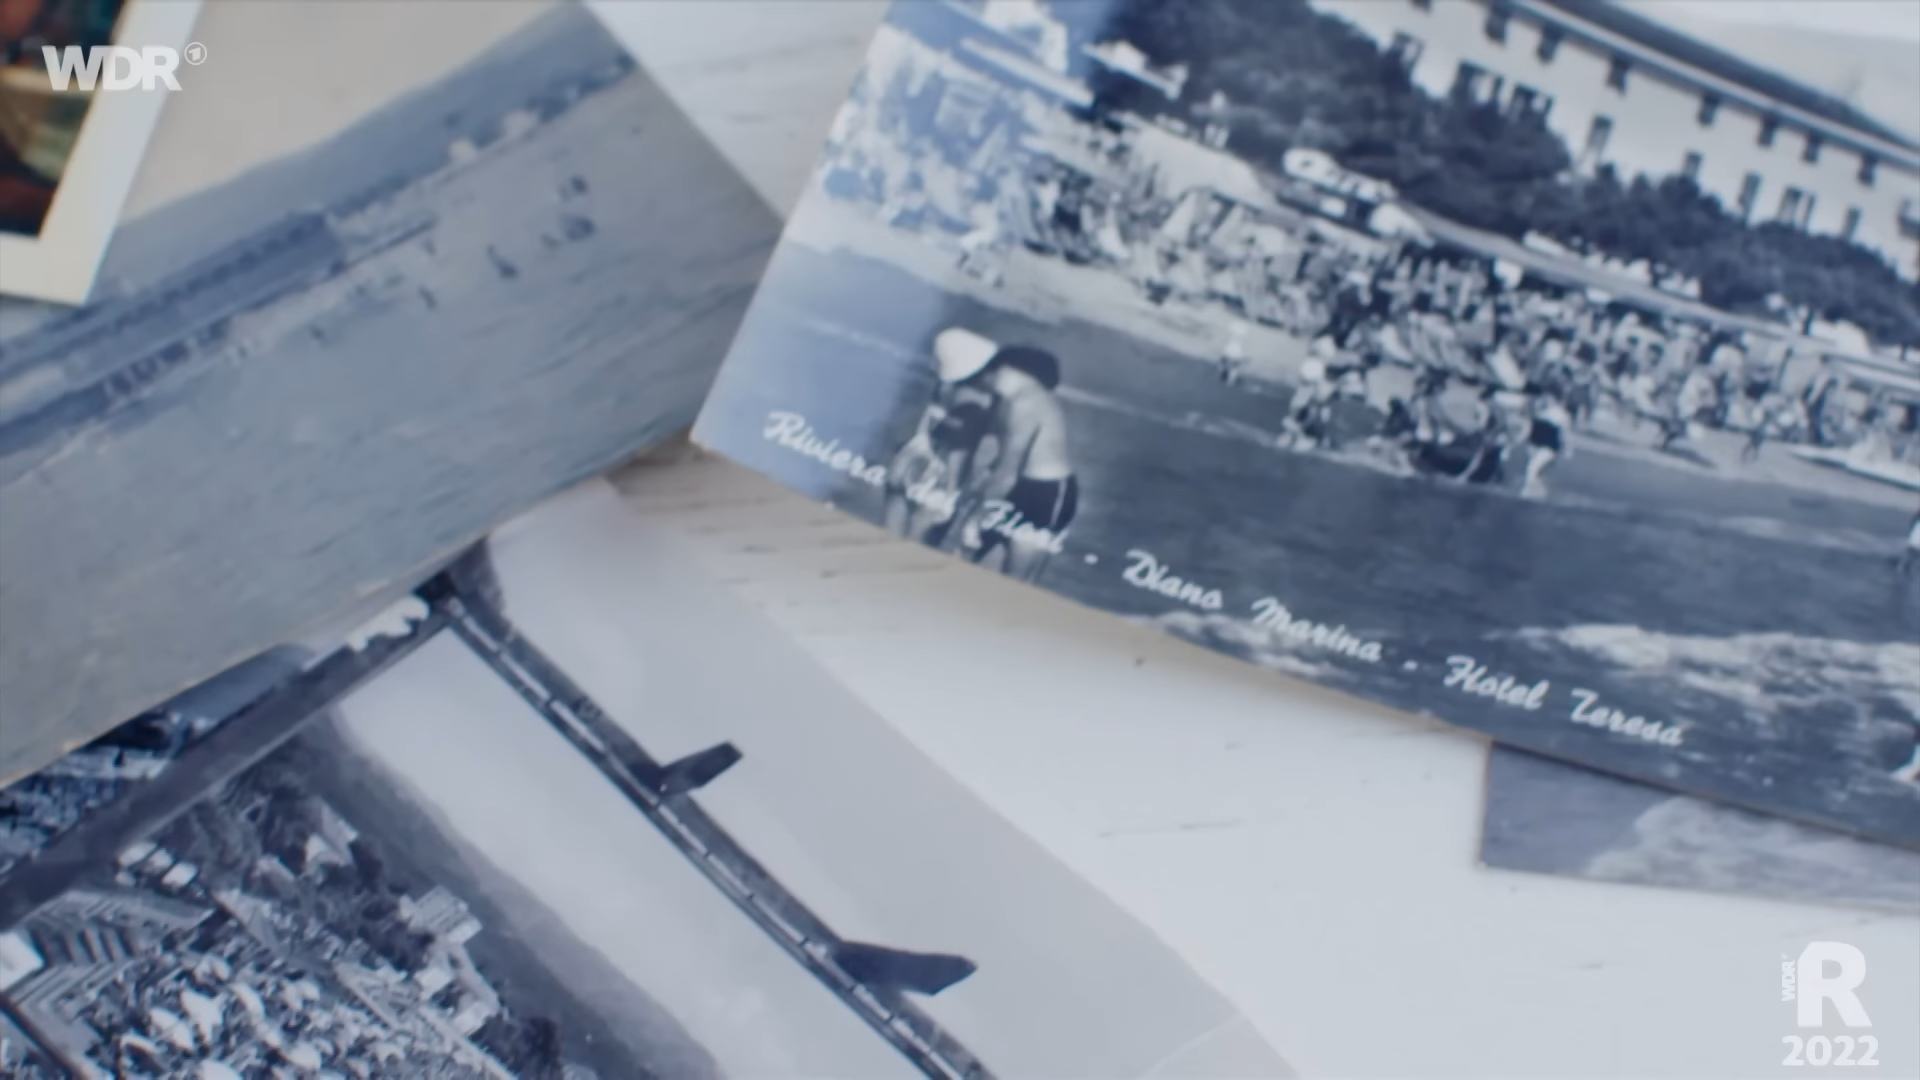 WDR
Riviera dei Fiori - Diano Marina - Hotel Teresa
WDR
R
2022